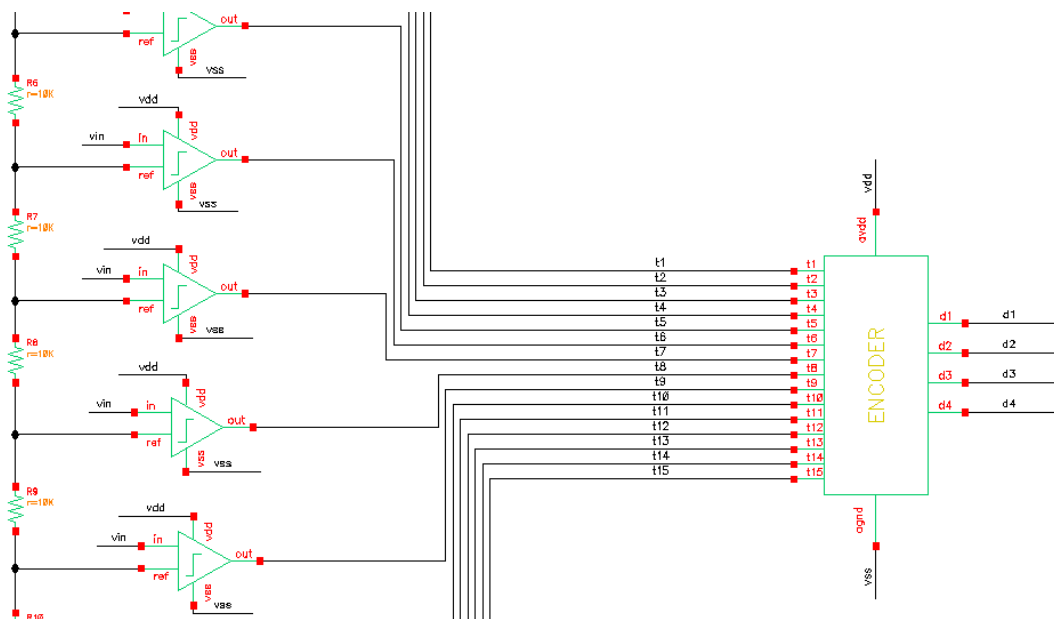 out
ref
vss
vss
R6
r=10K
vdd
vin
in
vdd
out
ref
vss
vss
R7
r=10K
vdd
vin
in
vdd
out
ref
vss
vss
R8
r=10K
vdd
vin
in
vdd
out
ref
vss
vss
R9
r=10K
vdd
vin
in
vdd
out
ref
vss
vss
R10
t1
t2
t3
t4
t5
t6
t7
t8
t9
t10
t11
t12
t13
t14
t15
vdd
avdd
t1
t2
t3
t4
t5
t6
t7
t8
t9
t10
t11
t12
t13
t14
t15
ENCODER
d1 d1
d2 d2
d3 d3
d4 d4
agnd
vss